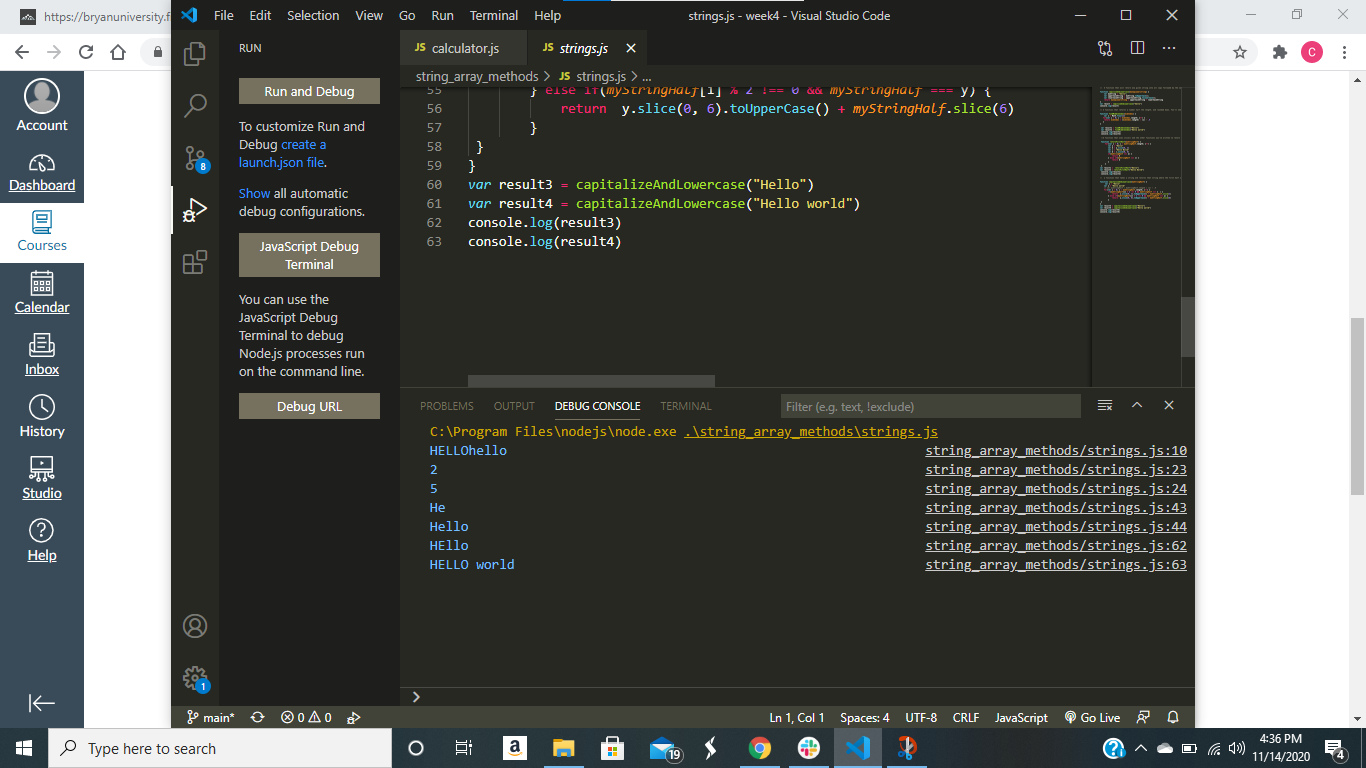 https://bryanuniversity.f
File Edit Selection View Go Run Terminal Help
strings.js - week4 - Visual Studio Code
C
Account
Dashboard
Courses
Calendar
Inbox
History
Studio
Help
8
1
RUN
Run and Debug
To customize Run and
Debug create a
launch.json file.
Show all automatic
debug configurations.
JavaScript Debug
Terminal
You can use the
JavaScript Debug
Terminal to debug
Node.js processes run
on the command line.
Debug URL
JS calculator.js
JS strings.js
string_array_methods > JS strings.js > ...
55 } else if(myStringHalf[i] % 2 !== 0 && myStringHalf === y) {
56 return y.slice(0, 6).toUpperCase() + myStringHalf.slice(6)
57 }
58 }
59 }
60 var result3 = capitalizeAndLowercase("Hello")
61 var result4 = capitalizeAndLowercase("Hello world")
62 console.log(result3)
63 console.log(result4)
PROBLEMS OUTPUT DEBUG CONSOLE TERMINAL
Filter (e.g. text, !exclude)
C:\Program Files\nodejs\node.exe .\string_array_methods\strings.js
HELLOhello string_array_methods/strings.js:10
2 string_array_methods/strings.js:23
5 string_array_methods/strings.js:24
He string_array_methods/strings.js:43
Hello string_array_methods/strings.js:44
HEllo string_array_methods/strings.js:62
HELLO world string_array_methods/strings.js:63
main* 0 0
Ln 1, Col 1 Spaces: 4 UTF-8 CRLF JavaScript Go Live
Type here to search
a
19
4:36 PM
11/14/2020
4